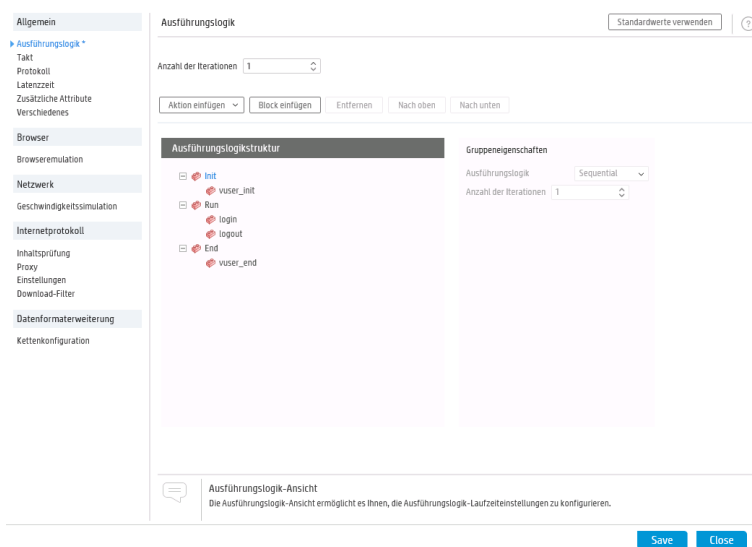 Allgemein
Ausführungslogik *
Takt
Protokoll
Latenzzeit
Zusätzliche Attribute
Verschiedenes
Browser
Browseremulation
Netzwerk
Geschwindigkeitssimulation
Internetprotokoll
Inhaltsprüfung
Proxy
Einstellungen
Download-Filter
Datenformaterweiterung
Kettenkonfiguration
Ausführungslogik
Standardwerte verwenden
?
Anzahl der Iterationen 1
Aktion einfügen Block einfügen Entfernen Nach oben Nach unten
Ausführungslogikstruktur
Init
vuser_init
Run
login
logout
End
vuser_end
Gruppeneigenschaften
Ausführungslogik Sequential
Anzahl der Iterationen 1
Ausführungslogik-Ansicht
Die Ausführungslogik-Ansicht ermöglicht es Ihnen, die Ausführungslogik-Laufzeiteinstellungen zu konfigurieren.
Save Close